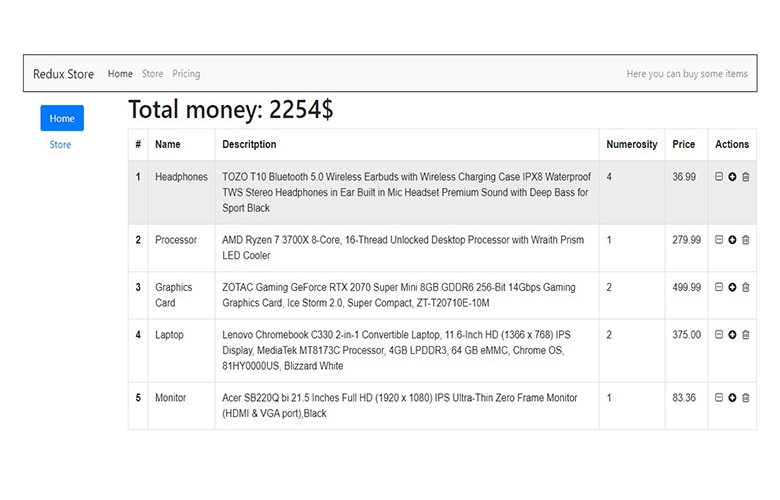 Redux Store Home Store Pricing Here you can buy some items
Home
Store
Total money: 2254$
# Name Descritption Numerosity Price Actions
1 Headphones TOZO T10 Bluetooth 5.0 Wireless Earbuds with Wireless Charging Case IPX8 Waterproof 4 36.99
TWS Stereo Headphones in Ear Built in Mic Headset Premium Sound with Deep Bass for
Sport Black
2 Processor AMD Ryzen 7 3700X 8-Core, 16-Thread Unlocked Desktop Processor with Wraith Prism 1 279.99
LED Cooler
3 Graphics ZOTAC Gaming GeForce RTX 2070 Super Mini 8GB GDDR6 256-Bit 14Gbps Gaming 2 499.99
Card Graphics Card, Ice Storm 2.0, Super Compact, ZT-T20710E-10M
4 Laptop Lenovo Chromebook C330 2-in-1 Convertible Laptop, 11.6-Inch HD (1366 x 768) IPS 2 375.00
Display, MediaTek MT8173C Processor, 4GB LPDDR3, 64 GB eMMC, Chrome OS,
81HY0000US, Blizzard White
5 Monitor Acer SB220Q bi 21.5 Inches Full HD (1920 x 1080) IPS Ultra-Thin Zero Frame Monitor 1 83.36
(HDMI & VGA port),Black